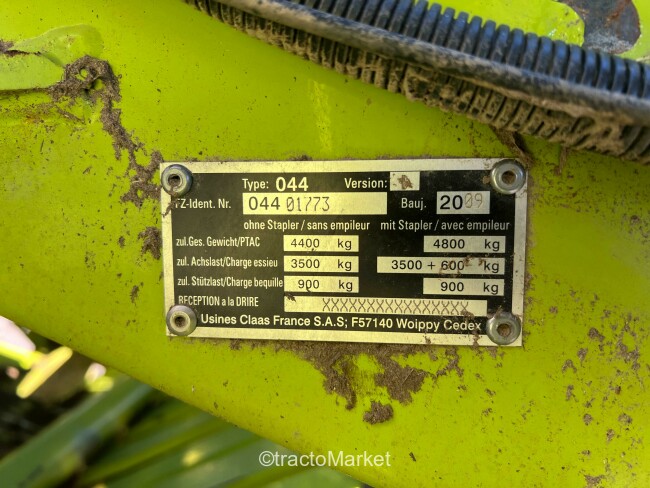 Type: 044 Version:
FZ-Ident. Nr. 044 01773 Bauj. 2009
ohne Stapler / sans empileur mit Stapler / avec empileur
zul.Ges. Gewicht/PTAC 4400 kg 4800 kg
zul. Achslast/Charge essieu 3500 kg 3500 + 600 kg
zul. Stützlast/Charge bequille 900 kg 900 kg
RECEPTION a la DRIRE XXXXXXXXXXXXXXXX
Usines Claas France S.A.S; F57140 Woippy Cedex
©tractoMarket